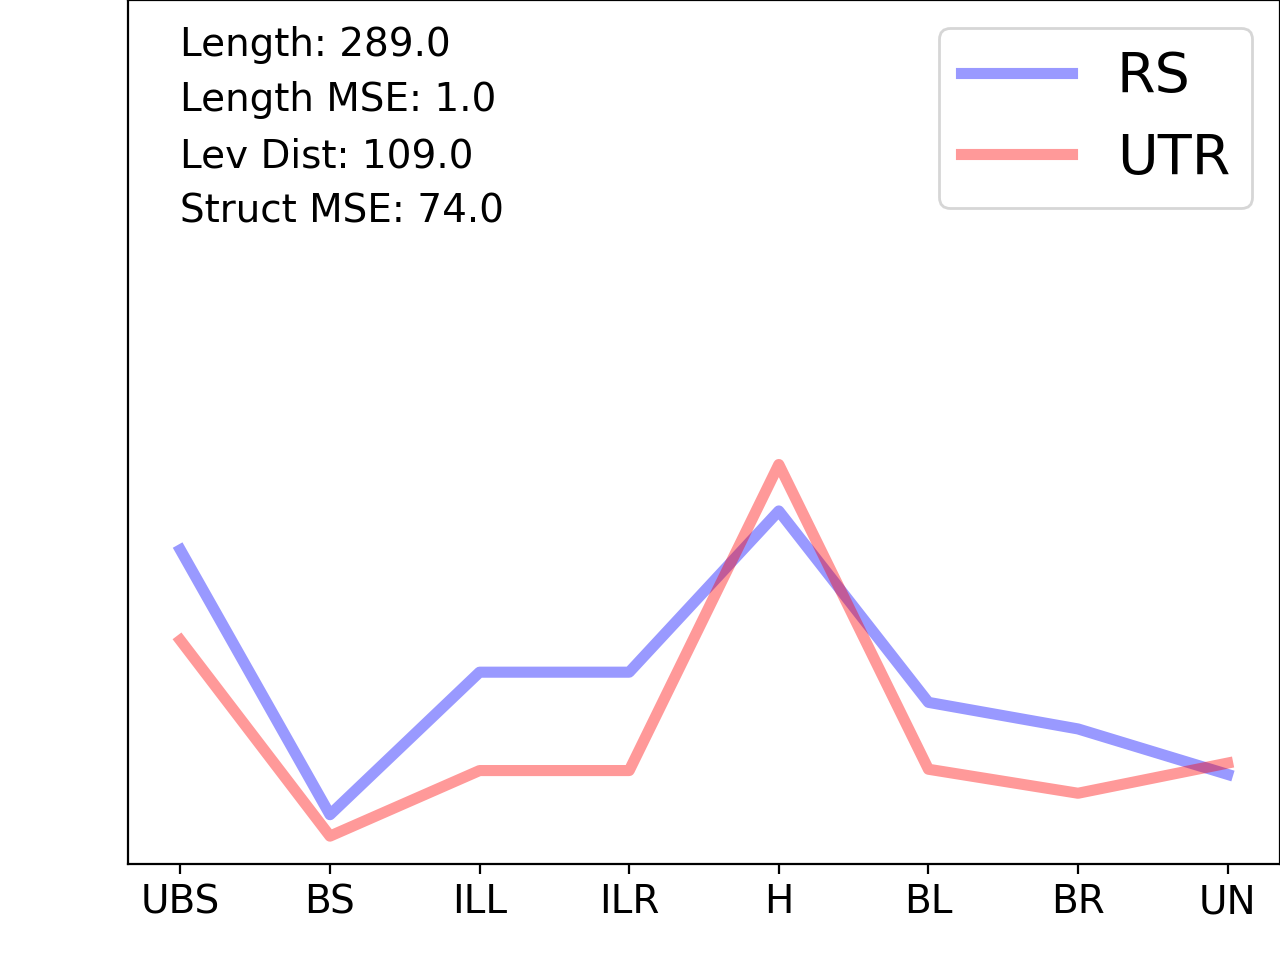 Length: 289.0
Length MSE: 1.0
Lev Dist: 109.0
Struct MSE: 74.0
RS
UTR
UBS BS ILL ILR H BL BR UN